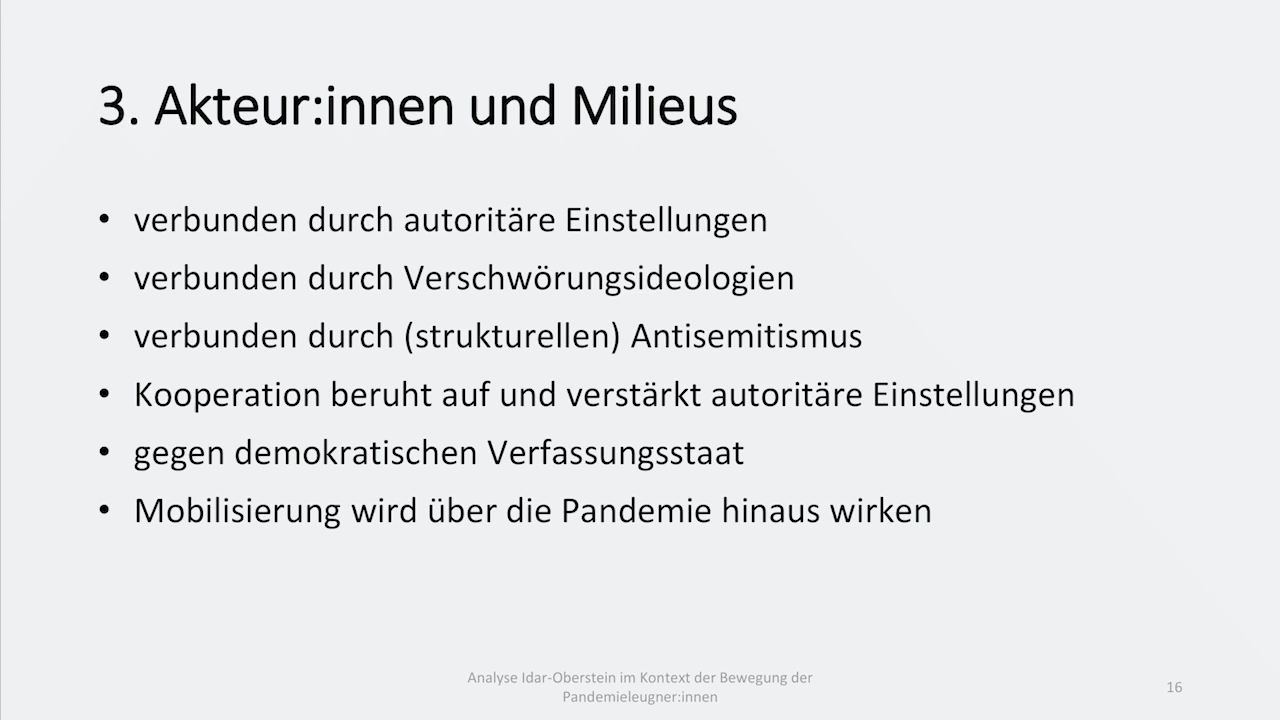 3. Akteur:innen und Milieus
• verbunden durch autoritäre Einstellungen
• verbunden durch Verschwörungsideologien
• verbunden durch (strukturellen) Antisemitismus
• Kooperation beruht auf und verstärkt autoritäre Einstellungen
• gegen demokratischen Verfassungsstaat
• Mobilisierung wird über die Pandemie hinaus wirken
Analyse Idar-Oberstein im Kontext der Bewegung der
Pandemieleugner:innen
16